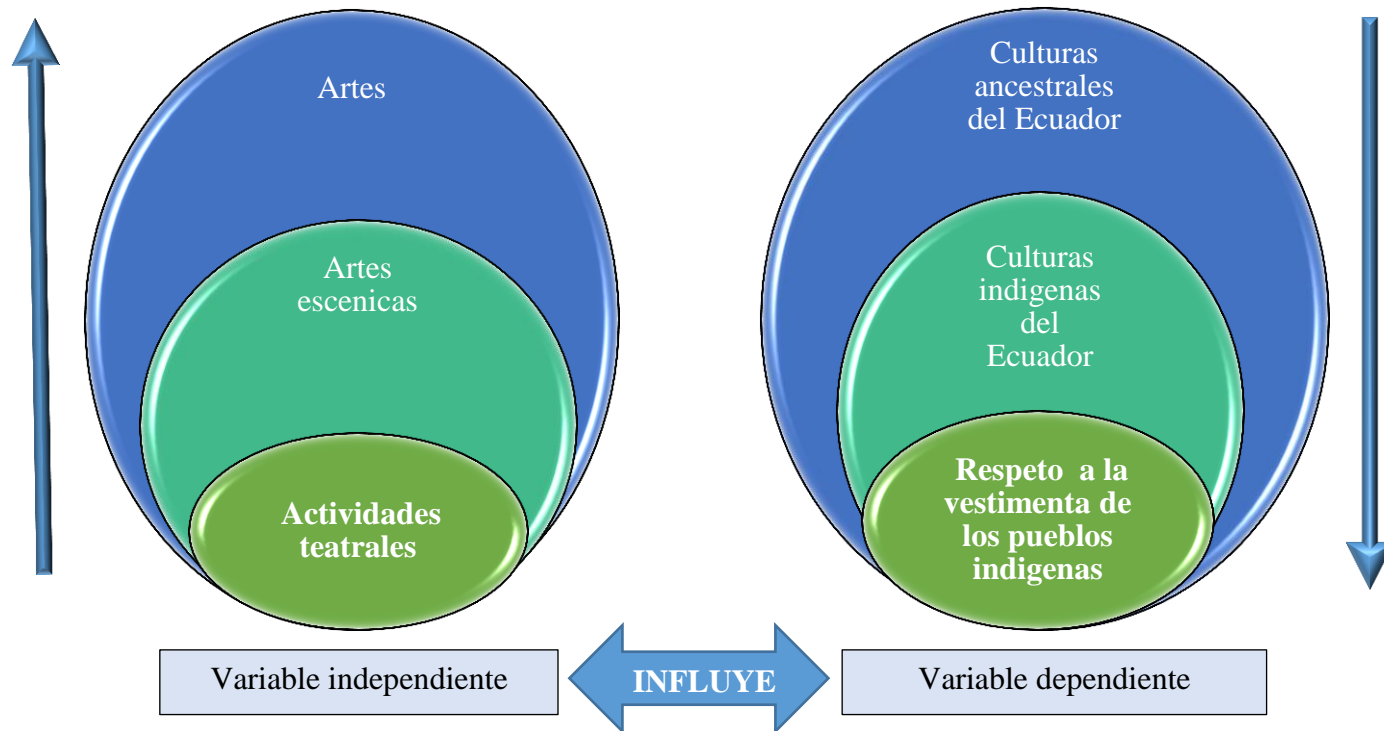 Artes
Artes
escenicas
Actividades
teatrales
Variable independiente
INFLUYE
Culturas
ancestrales
del Ecuador
Culturas
indigenas
del
Ecuador
Respeto  a la
vestimenta de
los pueblos
indigenas
Variable dependiente